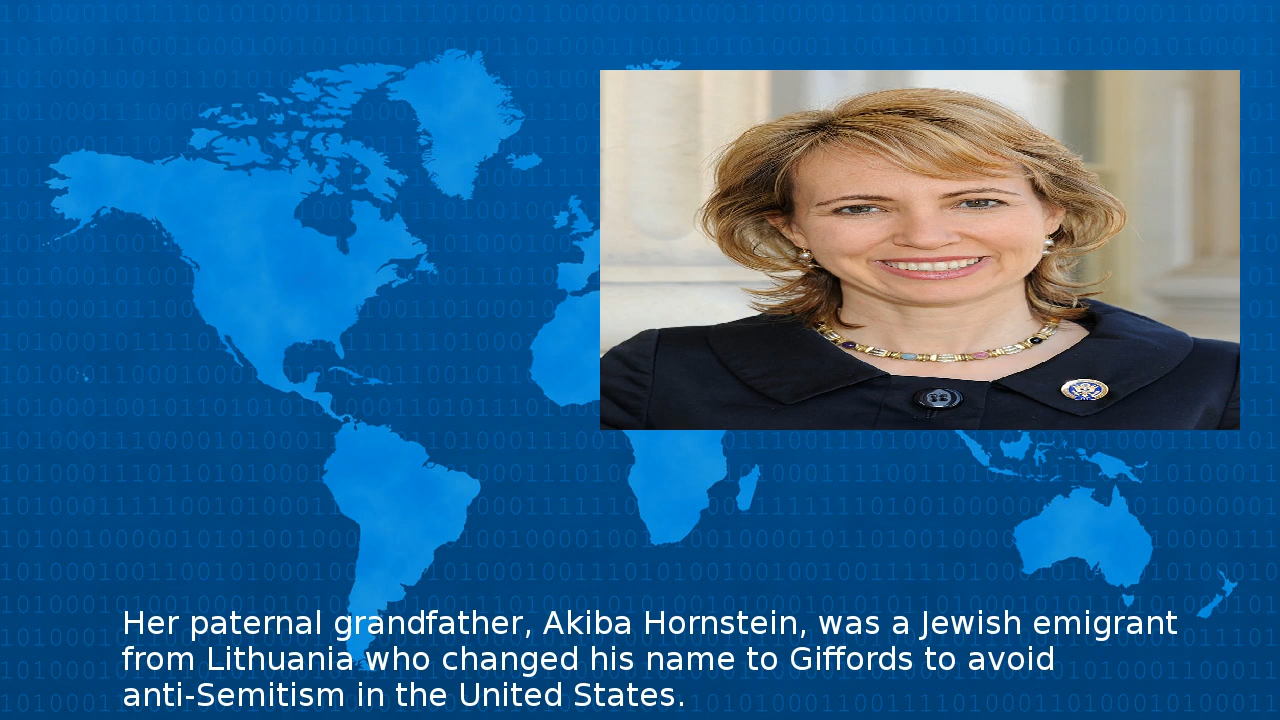 Her paternal grandfather, Akiba Hornstein, was a Jewish emigrant
from Lithuania who changed his name to Giffords to avoid
anti-Semitism in the United States.